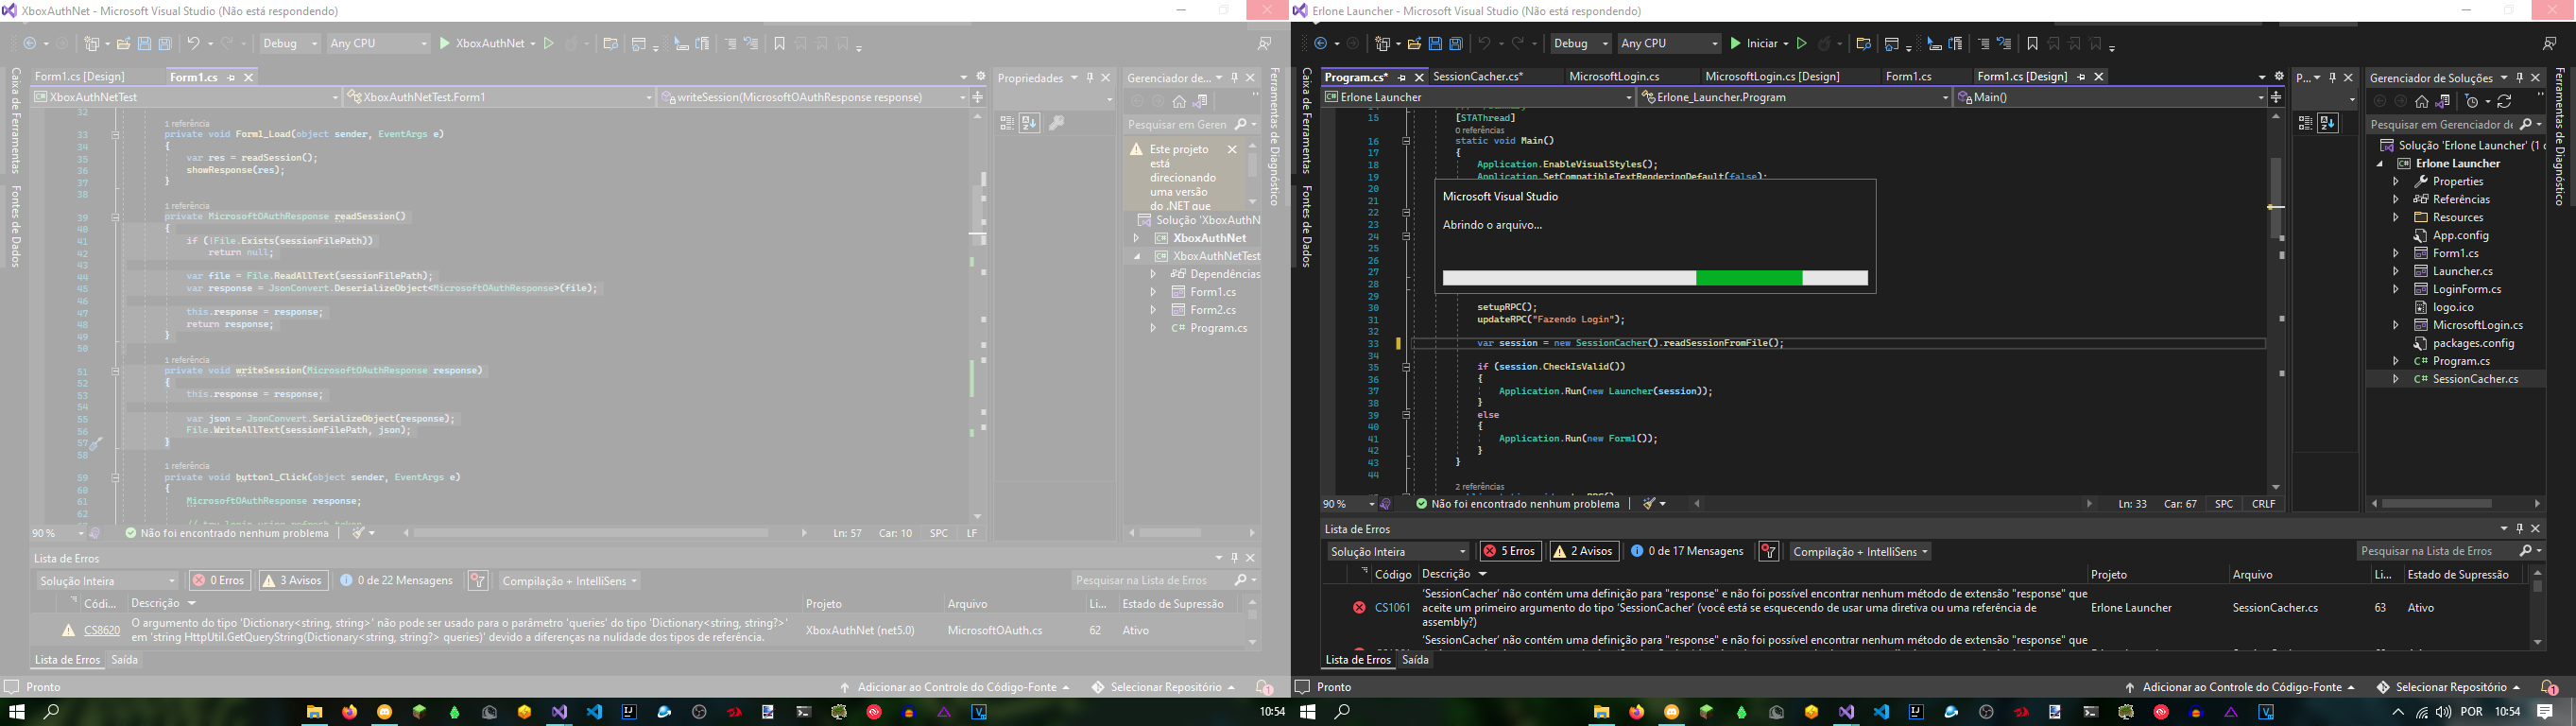 XboxAuthNet - Microsoft Visual Studio (Não está respondendo)
Debug
Any CPU
XboxAuthNet
Caixa de Ferramentas
Fontes de Dados
Form1.cs [Design]
Form1.cs
XboxAuthNetTest
XboxAuthNetTest.Form1
writeSession(MicrosoftOAuthResponse response)
32
1 referência
33 private void Form1_Load(object sender, EventArgs e)
34 {
35 var res = readSession();
36 showResponse(res);
37 }
38
1 referência
39 private MicrosoftOAuthResponse readSession()
40 {
41 if (!File.Exists(sessionFilePath))
42 return null;
43
44 var file = File.ReadAllText(sessionFilePath);
45 var response = JsonConvert.DeserializeObject<MicrosoftOAuthResponse>(file);
46
47 this.response = response;
48 return response;
49 }
50
1 referência
51 private void writeSession(MicrosoftOAuthResponse response)
52 {
53 this.response = response;
54
55 var json = JsonConvert.SerializeObject(response);
56 File.WriteAllText(sessionFilePath, json);
57 }
58
1 referência
59 private void button1_Click(object sender, EventArgs e)
60 {
61 MicrosoftOAuthResponse response;
62
90 %
Não foi encontrado nenhum problema
Ln: 57
Car: 10
SPC
LF
Propriedades
Gerenciador de...
Pesquisar em Geren
Este projeto
está
direcionando
uma versão
do .NET que
Solução 'XboxAuthN
XboxAuthNet
XboxAuthNetTest
Dependências
Form1.cs
Form2.cs
Program.cs
Ferramentas de Diagnóstico
Lista de Erros
Solução Inteira
0 Erros
3 Avisos
0 de 22 Mensagens
Compilação + IntelliSens
Pesquisar na Lista de Erros
Códi...
Descrição
Projeto
Arquivo
Li...
Estado de Supressão
CS8620
O argumento do tipo 'Dictionary<string, string>' não pode ser usado para o parâmetro 'queries' do tipo 'Dictionary<string, string?>'
em 'string HttpUtil.GetQueryString(Dictionary<string, string?> queries)' devido a diferenças na nulidade dos tipos de referência.
XboxAuthNet (net5.0)
MicrosoftOAuth.cs
62
Ativo
Lista de Erros
Saída
Pronto
Adicionar ao Controle do Código-Fonte
Selecionar Repositório
1
10:54
Erlone Launcher - Microsoft Visual Studio (Não está respondendo)
Debug
Any CPU
Iniciar
Caixa de Ferramentas
Fontes de Dados
Program.cs*
SessionCacher.cs*
MicrosoftLogin.cs
MicrosoftLogin.cs [Design]
Form1.cs
Form1.cs [Design]
Erlone Launcher
Erlone_Launcher.Program
Main()
15 [STAThread]
0 referências
16 static void Main()
17 {
18 Application.EnableVisualStyles();
19 Application.SetCompatibleTextRenderingDefault(false);
20
21
22
24
25
26
27
28
29
30 setupRPC();
31 updateRPC("Fazendo Login");
32
33 var session = new SessionCacher().readSessionFromFile();
34
35 if (session.CheckIsValid())
36 {
37 Application.Run(new Launcher(session));
38 }
39 else
40 {
41 Application.Run(new Form1());
42 }
43 }
44
2 referências
Microsoft Visual Studio
Abrindo o arquivo...
90 %
Não foi encontrado nenhum problema
Ln: 33
Car: 67
SPC
CRLF
P...
Gerenciador de Soluções
Pesquisar em Gerenciador de
Solução 'Erlone Launcher' (1
Erlone Launcher
Properties
Referências
Resources
App.config
Form1.cs
Launcher.cs
LoginForm.cs
logo.ico
MicrosoftLogin.cs
packages.config
Program.cs
SessionCacher.cs
Ferramentas de Diagnóstico
Lista de Erros
Solução Inteira
5 Erros
2 Avisos
0 de 17 Mensagens
Compilação + IntelliSens
Pesquisar na Lista de Erros
Código
Descrição
Projeto
Arquivo
Li...
Estado de Supressão
CS1061
'SessionCacher' não contém uma definição para "response" e não foi possível encontrar nenhum método de extensão "response" que
aceite um primeiro argumento do tipo 'SessionCacher' (você está se esquecendo de usar uma diretiva ou uma referência de
assembly?)
Erlone Launcher
SessionCacher.cs
63
Ativo
'SessionCacher' não contém uma definição para "response" e não foi possível encontrar nenhum método de extensão "response" que
Lista de Erros
Saída
Pronto
Adicionar ao Controle do Código-Fonte
Selecionar Repositório
1
POR
10:54